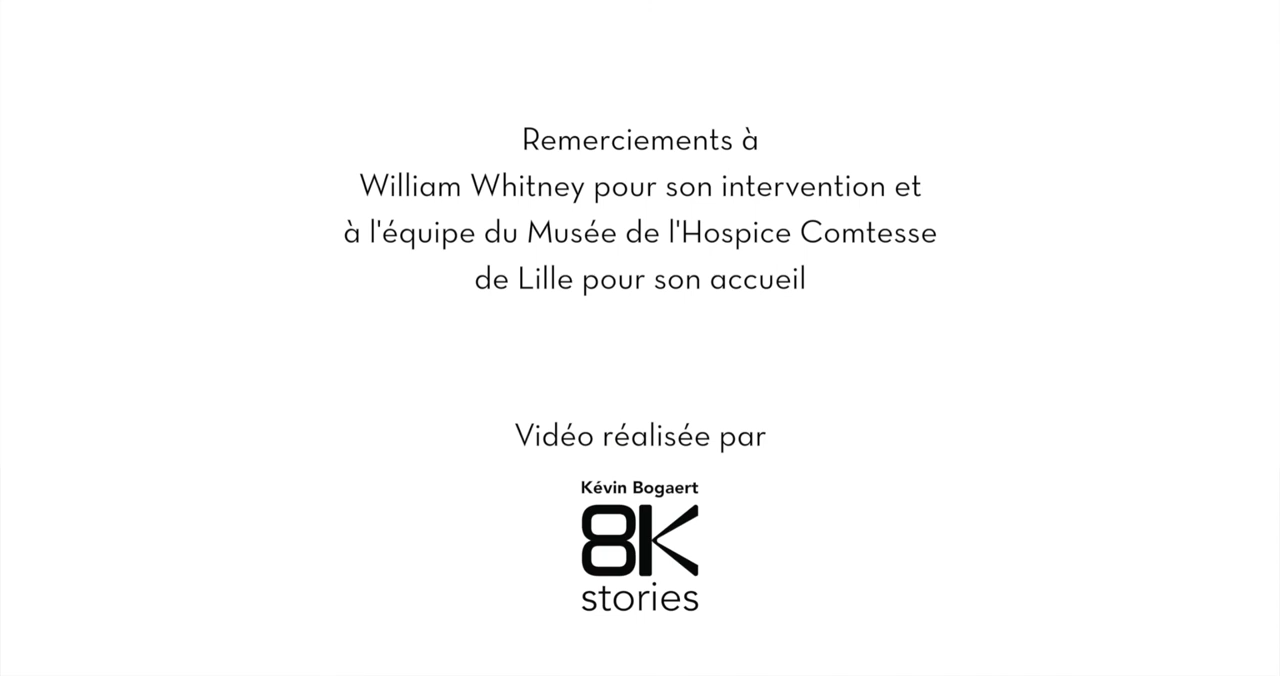 Remerciements à
William Whitney pour son intervention et
à l'équipe du Musée de l'Hospice Comtesse
de Lille pour son accueil
Vidéo réalisée par
Kévin Bogaert
8K
stories